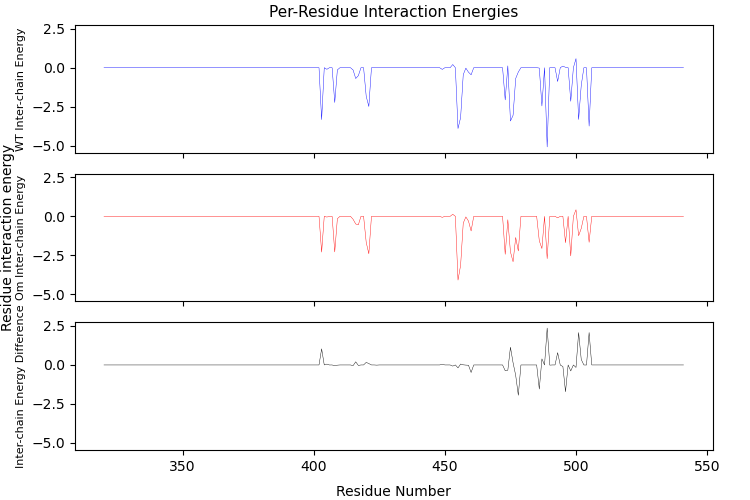 Per-Residue Interaction Energies
Residue interaction energy
WT Inter-chain Energy
2.5
0.0
−2.5
−5.0
Om Inter-chain Energy
2.5
0.0
−2.5
−5.0
Inter-chain Energy Difference
2.5
0.0
−2.5
−5.0
350
400
450
500
550
Residue Number